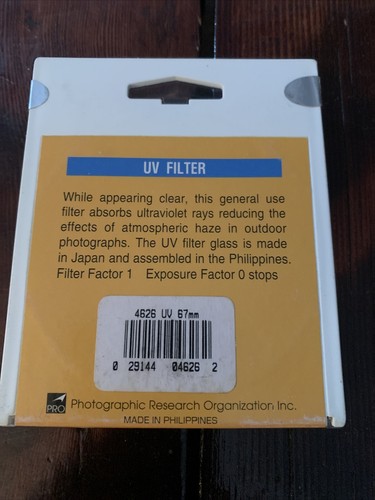 UV FILTER
While appearing clear, this general use
filter absorbs ultraviolet rays reducing the
effects of atmospheric haze in outdoor
photographs. The UV filter glass is made
in Japan and assembled in the Philippines.
Filter Factor 1 Exposure Factor 0 stops
4626 UV 67mm
0 29144 04626 2
PRO Photographic Research Organization Inc.
MADE IN PHILIPPINES